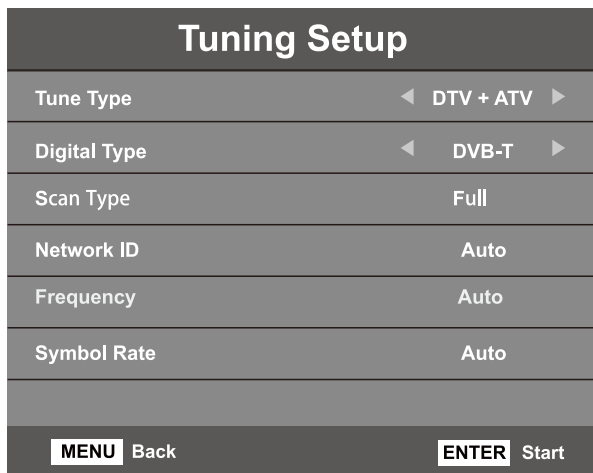 Tuning Setup
Tune Type DTV + ATV
Digital Type DVB-T
Scan Type Full
Network ID Auto
Frequency Auto
Symbol Rate Auto
MENU Back ENTER Start